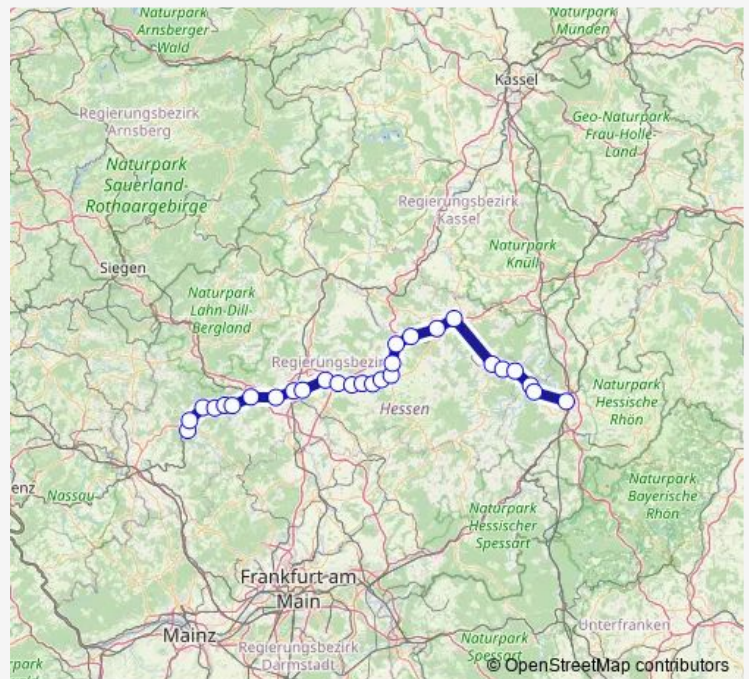 Naturpark
Arnsberger
Wald
Naturpark
Münden
Kassel
Regierungsbezirk
Arnsberg
Geo-Naturpark
Frau-Holle-
Land
Naturpark
Sauerland-
Rothaargebirge
Regierungsbezirk
Kassel
Naturpark
Knüll
Siegen
Naturpark
Lahn-Dill-
Bergland
Regierungsbezir
Naturpark
Hessische
Rhön
Hessen
enz
Nassau
Naturpark
Bayerische
Rhön
Naturpark
Hessischer
Spessart
Frankfurt am
Main
Mainz
Unterfranken
Regierungsbezirk
Darmstadt
Naturpark
Spessart
park
© OpenStreetMap contributors